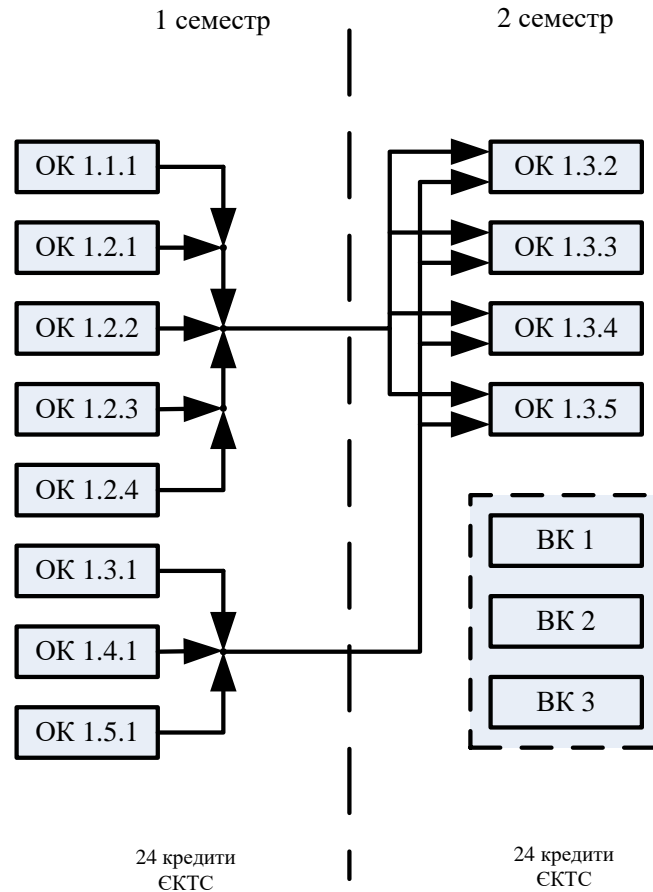 1 семестр
2 семестр
ОК 1.1.1
ОК 1.2.1
ОК 1.2.2
ОК 1.2.3
ОК 1.2.4
ОК 1.3.1
ОК 1.4.1
ОК 1.5.1
ОК 1.3.2
ОК 1.3.3
ОК 1.3.4
ОК 1.3.5
ВК 1
ВК 2
ВК 3
24 кредити
ЄКТС
24 кредити
ЄКТС